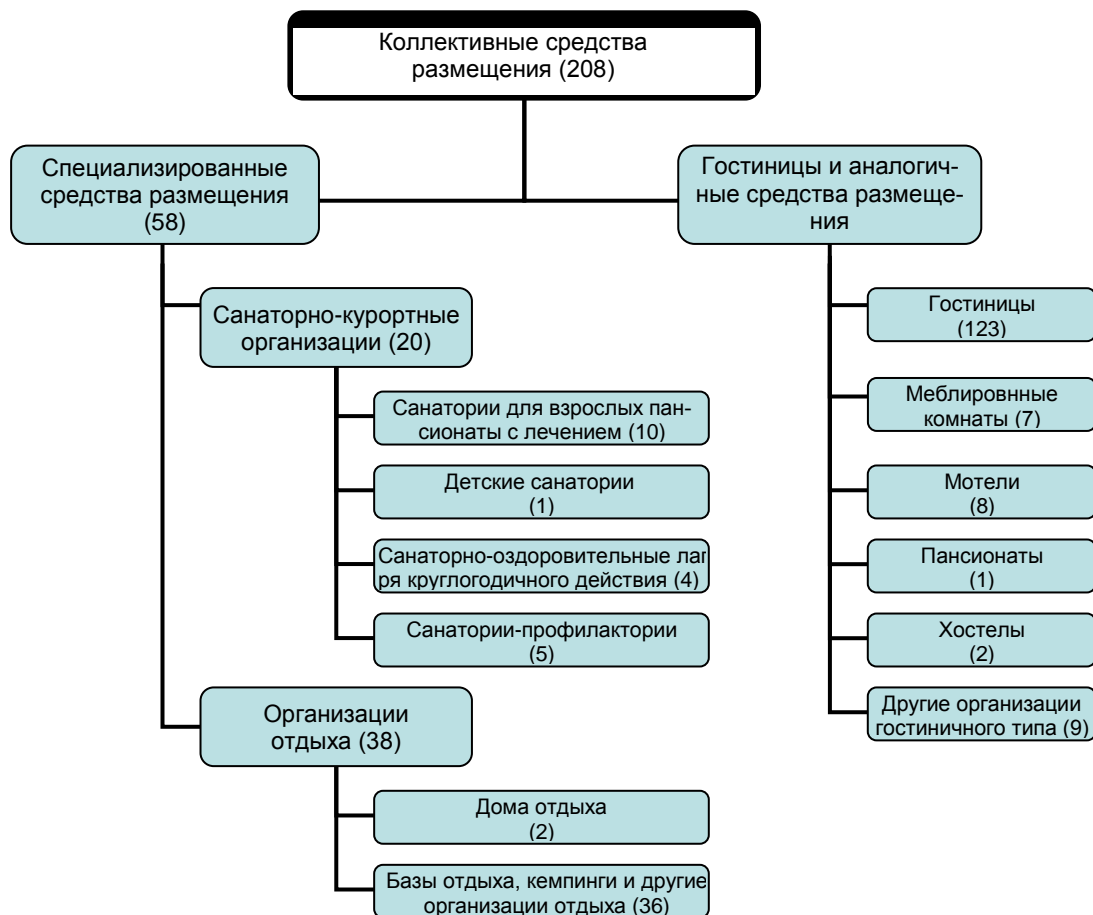 Коллективные средства
размещения (208)
Специализированные
средства размещения
(58)
Гостиницы и аналогич-
ные средства размеще-
ния
Санаторно-курортные
организации (20)
Санатории для взрослых пан-
сионаты с лечением (10)
Детские санатории
(1)
Санаторно-оздоровительные лаг
ря круглогодичного действия (4)
Санатории-профилактории
(5)
Организации
отдыха (38)
Дома отдыха
(2)
Базы отдыха, кемпинги и другие
организации отдыха (36)
Гостиницы
(123)
Меблировнные
комнаты (7)
Мотели
(8)
Пансионаты
(1)
Хостелы
(2)
Другие организации
гостиничного типа (9)